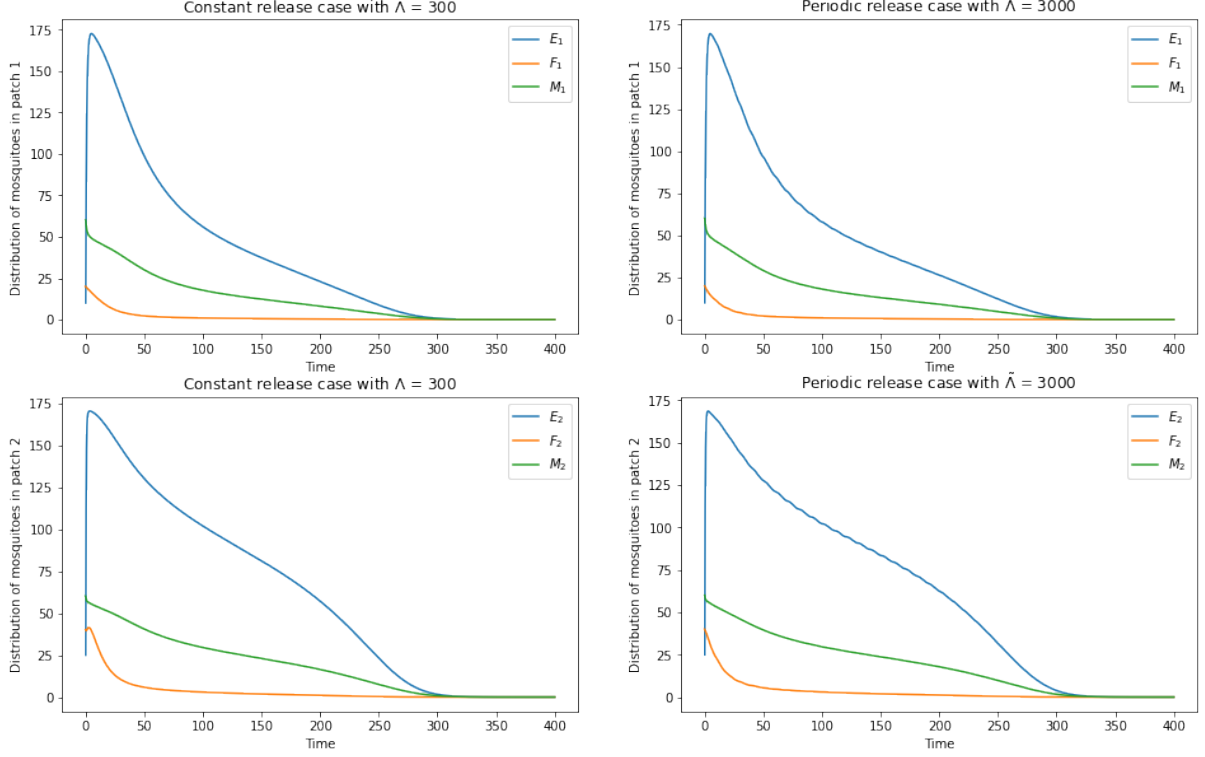 Constant release case with Λ = 300
Distribution of mosquitoes in patch 1
175
150
125
100
75
50
25
0
E₁
F₁
M₁
0 50 100 150 200 250 300 350 400
Time
Periodic release case with Λ̃ = 3000
Distribution of mosquitoes in patch 1
175
150
125
100
75
50
25
0
E₁
F₁
M₁
0 50 100 150 200 250 300 350 400
Time
Constant release case with Λ = 300
Distribution of mosquitoes in patch 2
175
150
125
100
75
50
25
0
E₂
F₂
M₂
0 50 100 150 200 250 300 350 400
Time
Periodic release case with Λ̃ = 3000
Distribution of mosquitoes in patch 2
175
150
125
100
75
50
25
0
E₂
F₂
M₂
0 50 100 150 200 250 300 350 400
Time